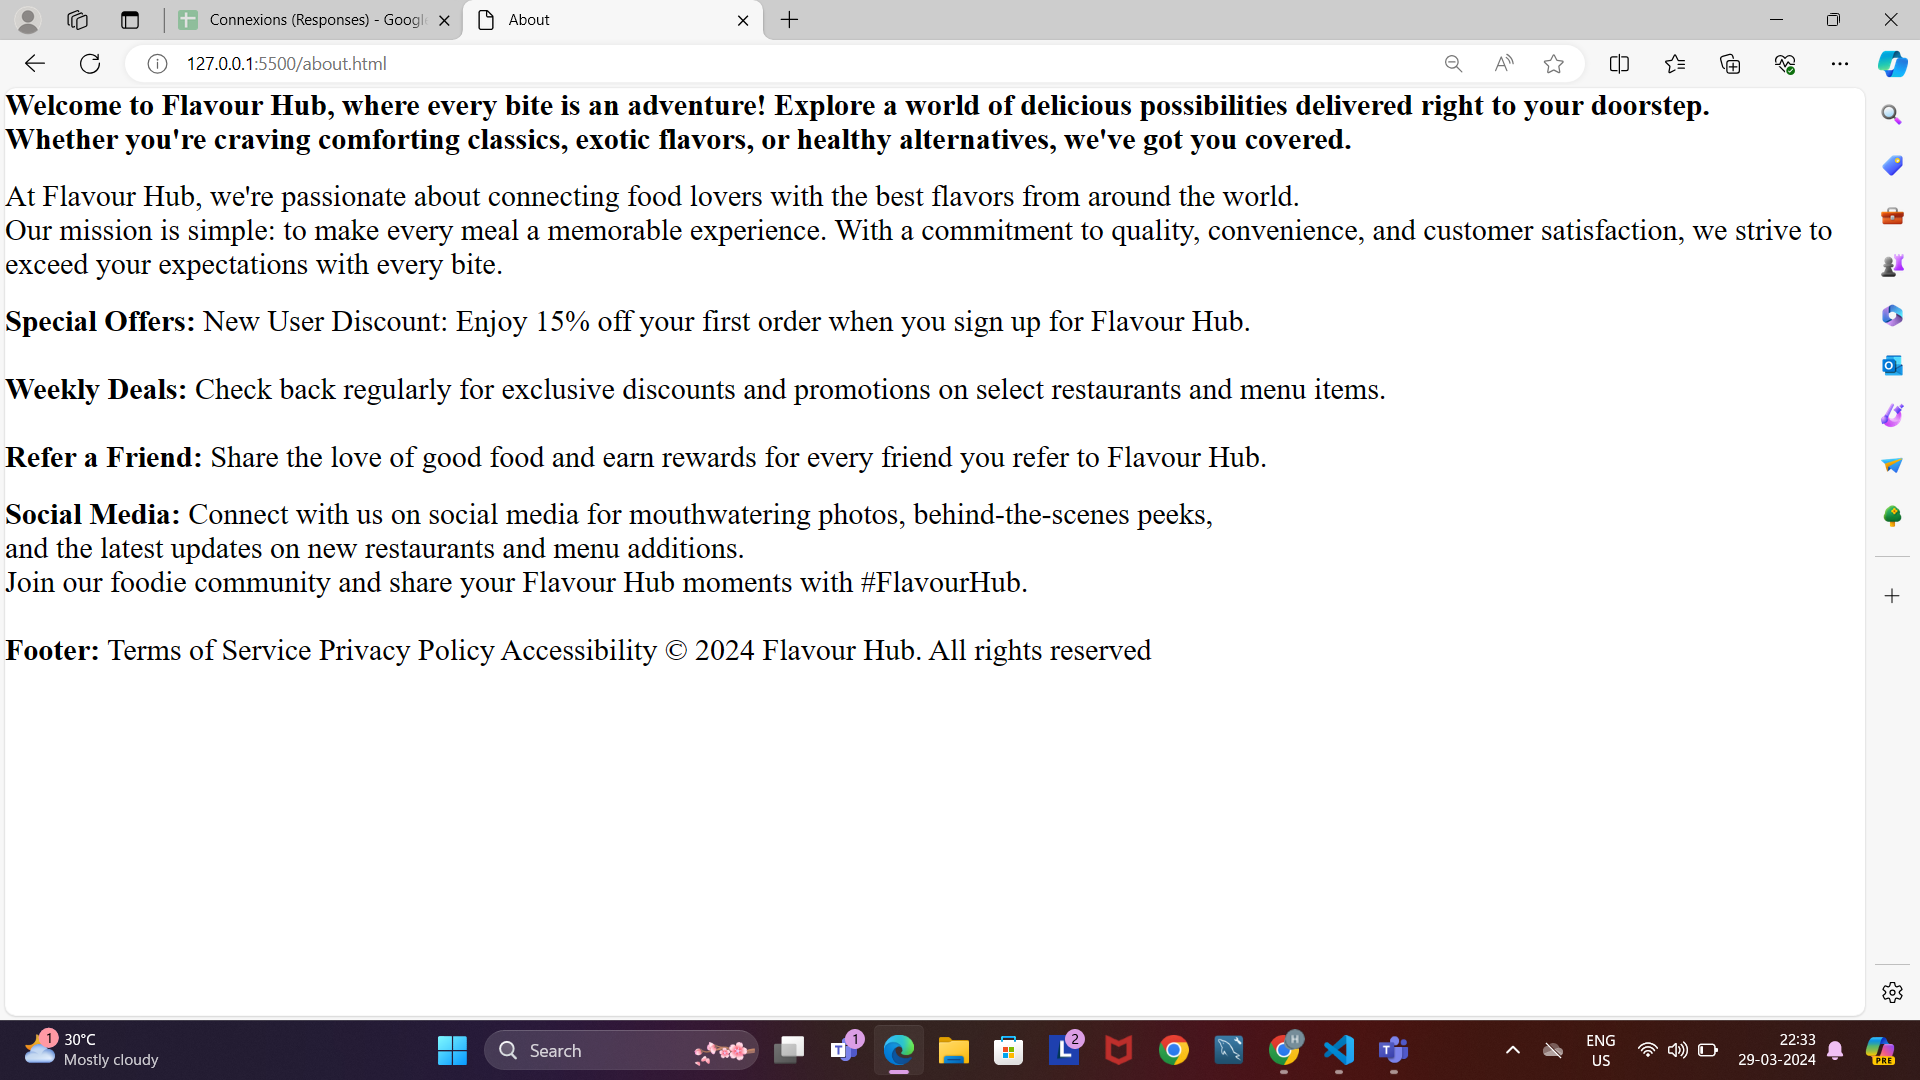 Connexions (Responses) - Google
About
127.0.0.1:5500/about.html
Welcome to Flavour Hub, where every bite is an adventure! Explore a world of delicious possibilities delivered right to your doorstep.
Whether you're craving comforting classics, exotic flavors, or healthy alternatives, we've got you covered.
At Flavour Hub, we're passionate about connecting food lovers with the best flavors from around the world.
Our mission is simple: to make every meal a memorable experience. With a commitment to quality, convenience, and customer satisfaction, we strive to
exceed your expectations with every bite.
Special Offers: New User Discount: Enjoy 15% off your first order when you sign up for Flavour Hub.
Weekly Deals: Check back regularly for exclusive discounts and promotions on select restaurants and menu items.
Refer a Friend: Share the love of good food and earn rewards for every friend you refer to Flavour Hub.
Social Media: Connect with us on social media for mouthwatering photos, behind-the-scenes peeks,
and the latest updates on new restaurants and menu additions.
Join our foodie community and share your Flavour Hub moments with #FlavourHub.
Footer: Terms of Service Privacy Policy Accessibility © 2024 Flavour Hub. All rights reserved
1
30°C
Mostly cloudy
Search
1
2
H
ENG
US
22:33
29-03-2024
PRE